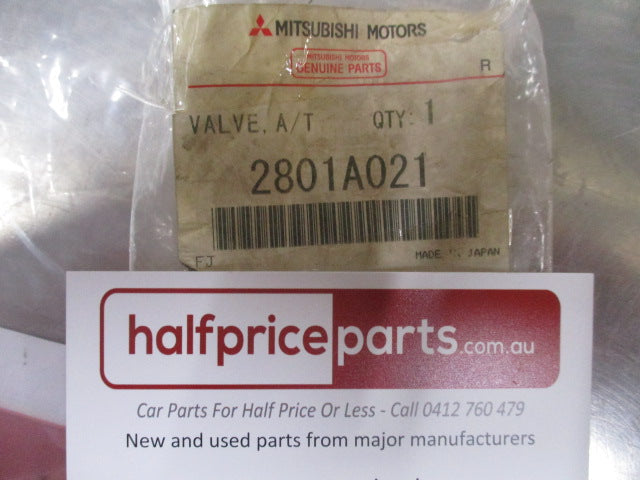 MITSUBISHI MOTORS
MITSUBISHI MOTORS
GENUINE PARTS
R
VALVE, A/T QTY: 1
2801A021
FJ MADE IN JAPAN
halfpriceparts.com.au
Car Parts For Half Price Or Less - Call 0412 760 479
New and used parts from major manufacturers